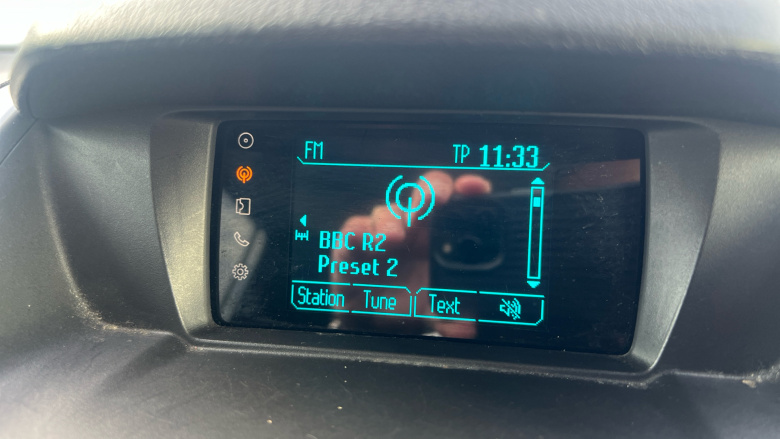 FM TP 11:33
BBC R2
Preset 2
Station Tune Text